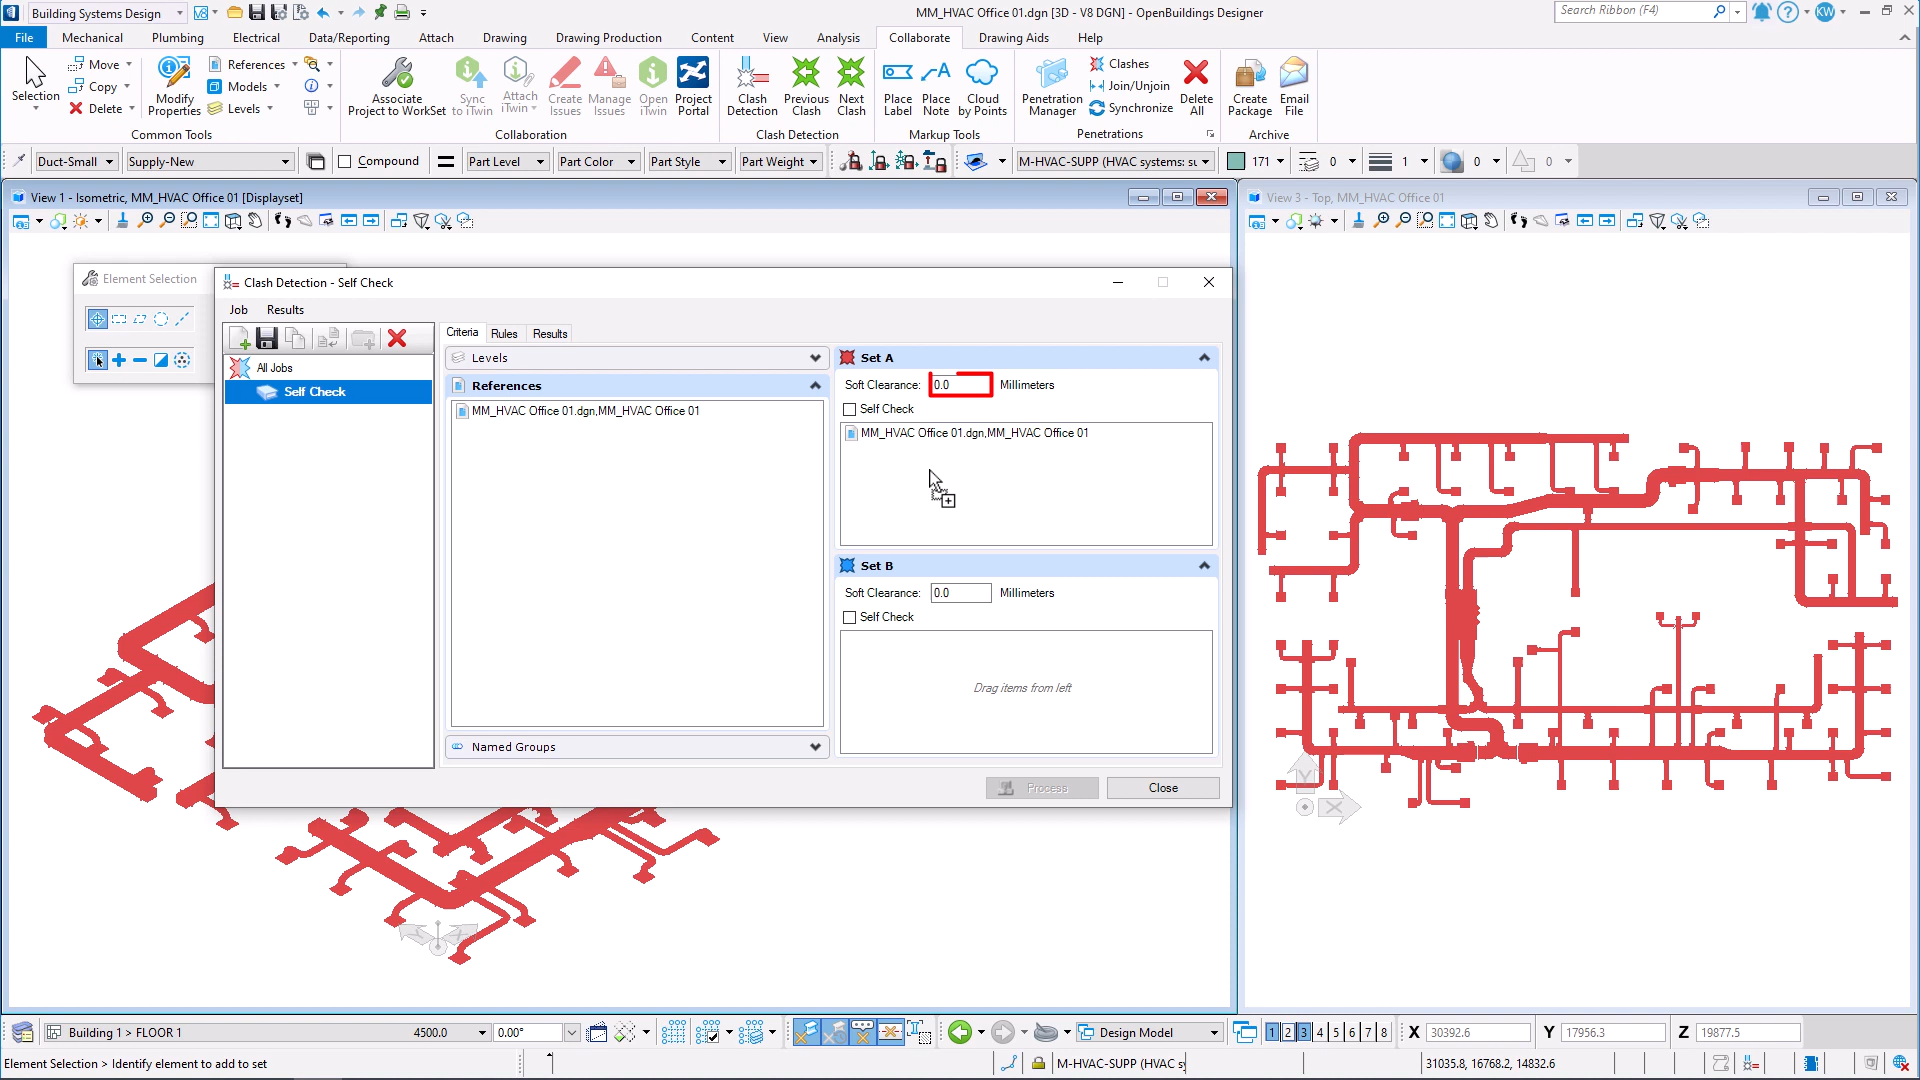 Building Systems Design
MM_HVAC Office 01.dgn [3D - V8 DGN] - OpenBuildings Designer
Search Ribbon (F4)
KW
File Mechanical Plumbing Electrical Data/Reporting Attach Drawing Drawing Production Content View Analysis Collaborate Drawing Aids Help
Selection
Move
Copy
Delete
Modify Properties
References
Models
Levels
Common Tools
Associate Project to WorkSet
Sync to iTwin
Attach iTwin
Create Issues
Manage Issues
Open iTwin
Project Portal
Collaboration
Clash Detection
Previous Clash
Next Clash
Clash Detection
Place Label
Place Note
Cloud by Points
Markup Tools
Penetration Manager
Clashes
Join/Unjoin
Synchronize
Delete All
Penetrations
Create Package
Email File
Archive
Duct-Small Supply-New Compound Part Level Part Color Part Style Part Weight M-HVAC-SUPP (HVAC systems: su 171 0 1 0 0
View 1 - Isometric, MM_HVAC Office 01 [Displayset]
View 3 - Top, MM_HVAC Office 01
Element Selection
Clash Detection - Self Check
Job Results
All Jobs
Self Check
Criteria Rules Results
Levels
References
MM_HVAC Office 01.dgn,MM_HVAC Office 01
Named Groups
Set A
Soft Clearance: 0.0 Millimeters
Self Check
MM_HVAC Office 01.dgn,MM_HVAC Office 01
Set B
Soft Clearance: 0.0 Millimeters
Self Check
Drag items from left
Process Close
Y
X
Building 1 > FLOOR 1 4500.0 0.00° Design Model 1 2 3 4 5 6 7 8 X 30392.6 Y 17956.3 Z 19877.5
Element Selection > Identify element to add to set
M-HVAC-SUPP (HVAC sy
31035.8, 16768.2, 14832.6